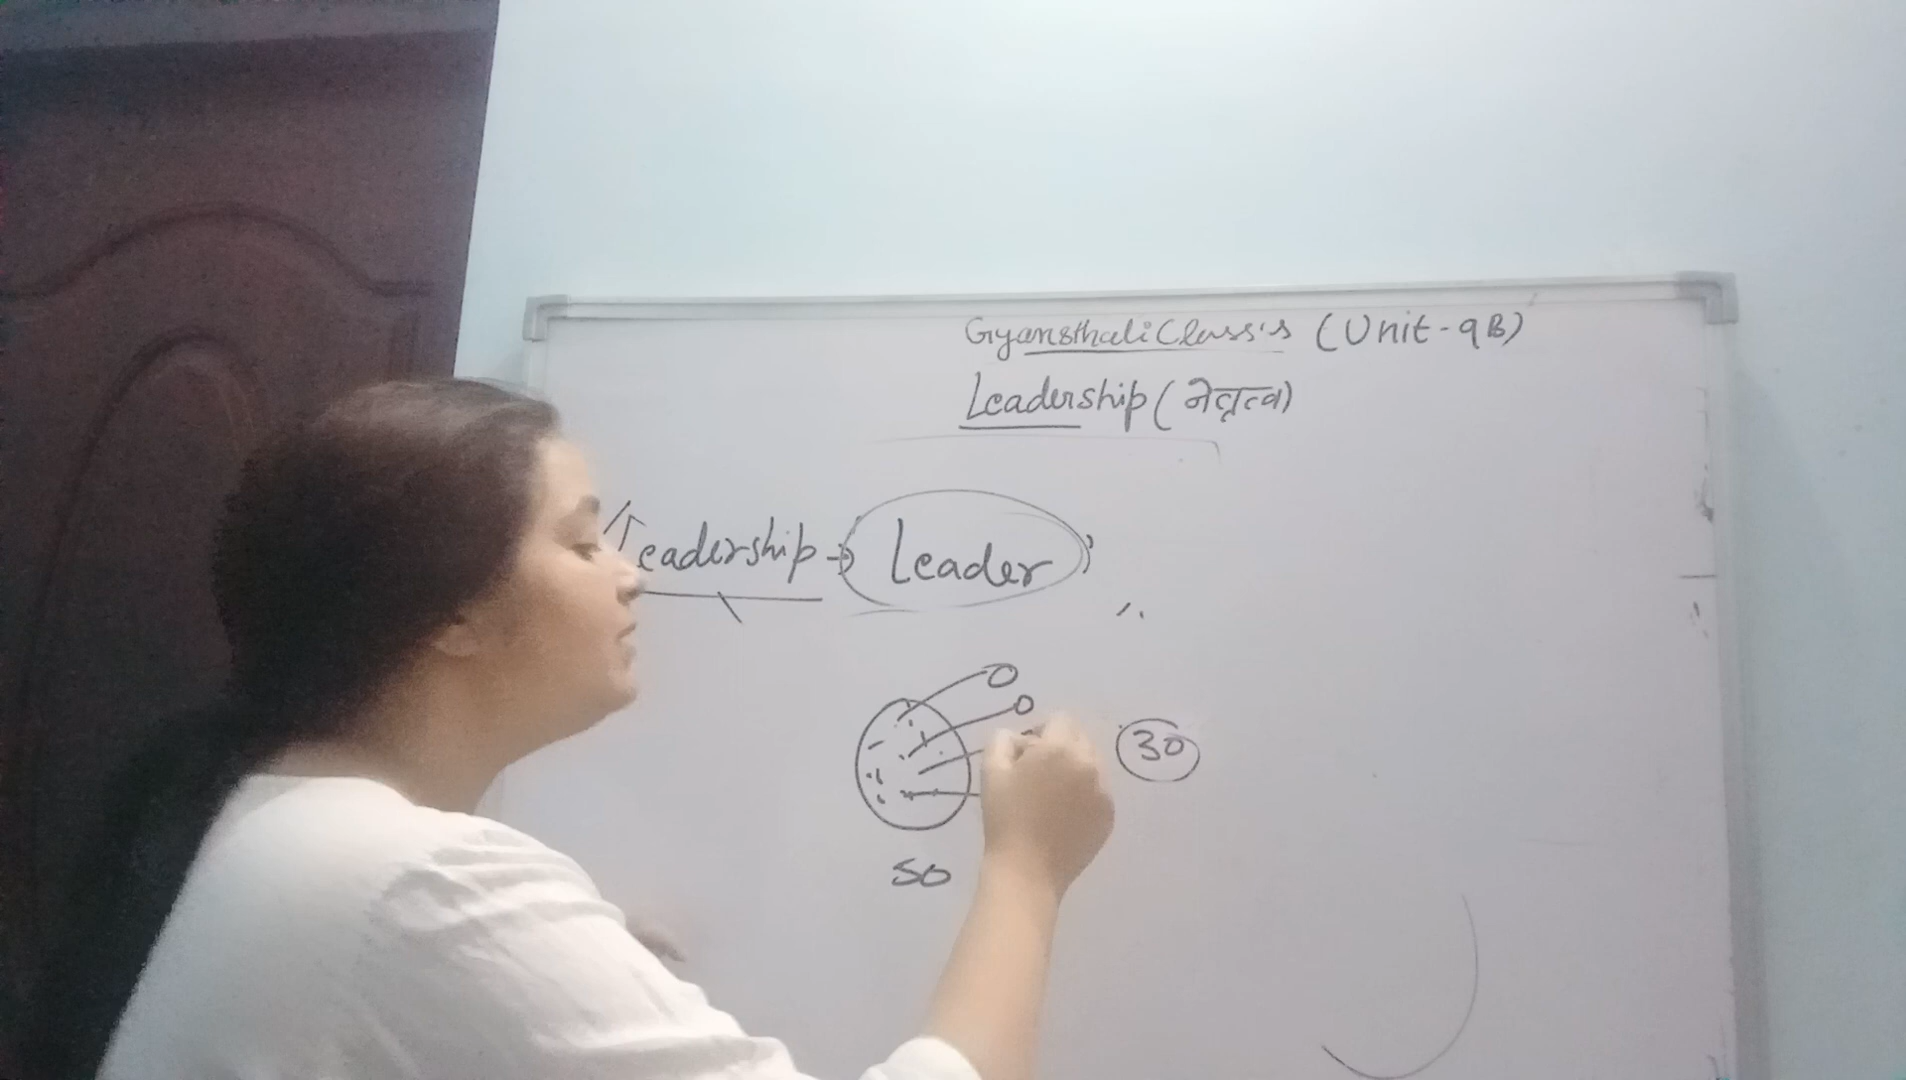 Gyansthali Class's (Unit-9B)
Leadership (नेतृत्व)
Leadership → Leader
30
50